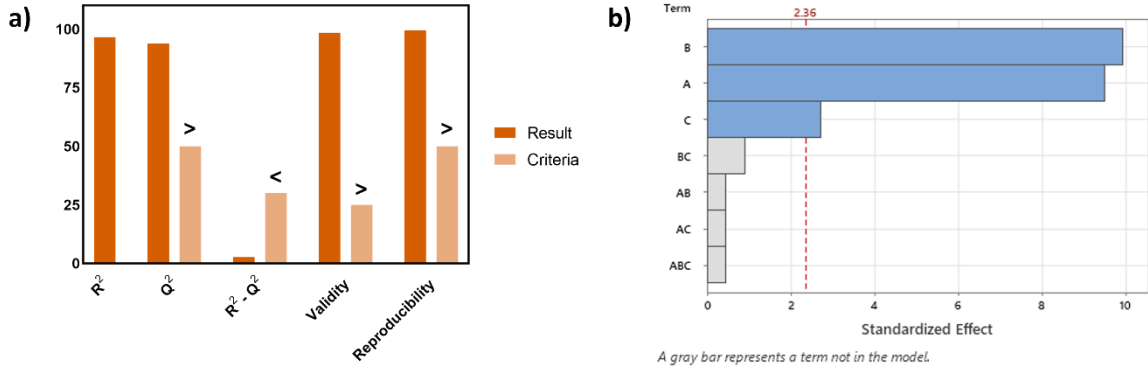 a)
100
75
50
25
0
>
<
>
>
R²
Q²
R² - Q²
Validity
Reproducibility
Result
Criteria
b)
Term
2.36
B
A
C
BC
AB
AC
ABC
0
2
4
6
8
10
Standardized Effect
A gray bar represents a term not in the model.